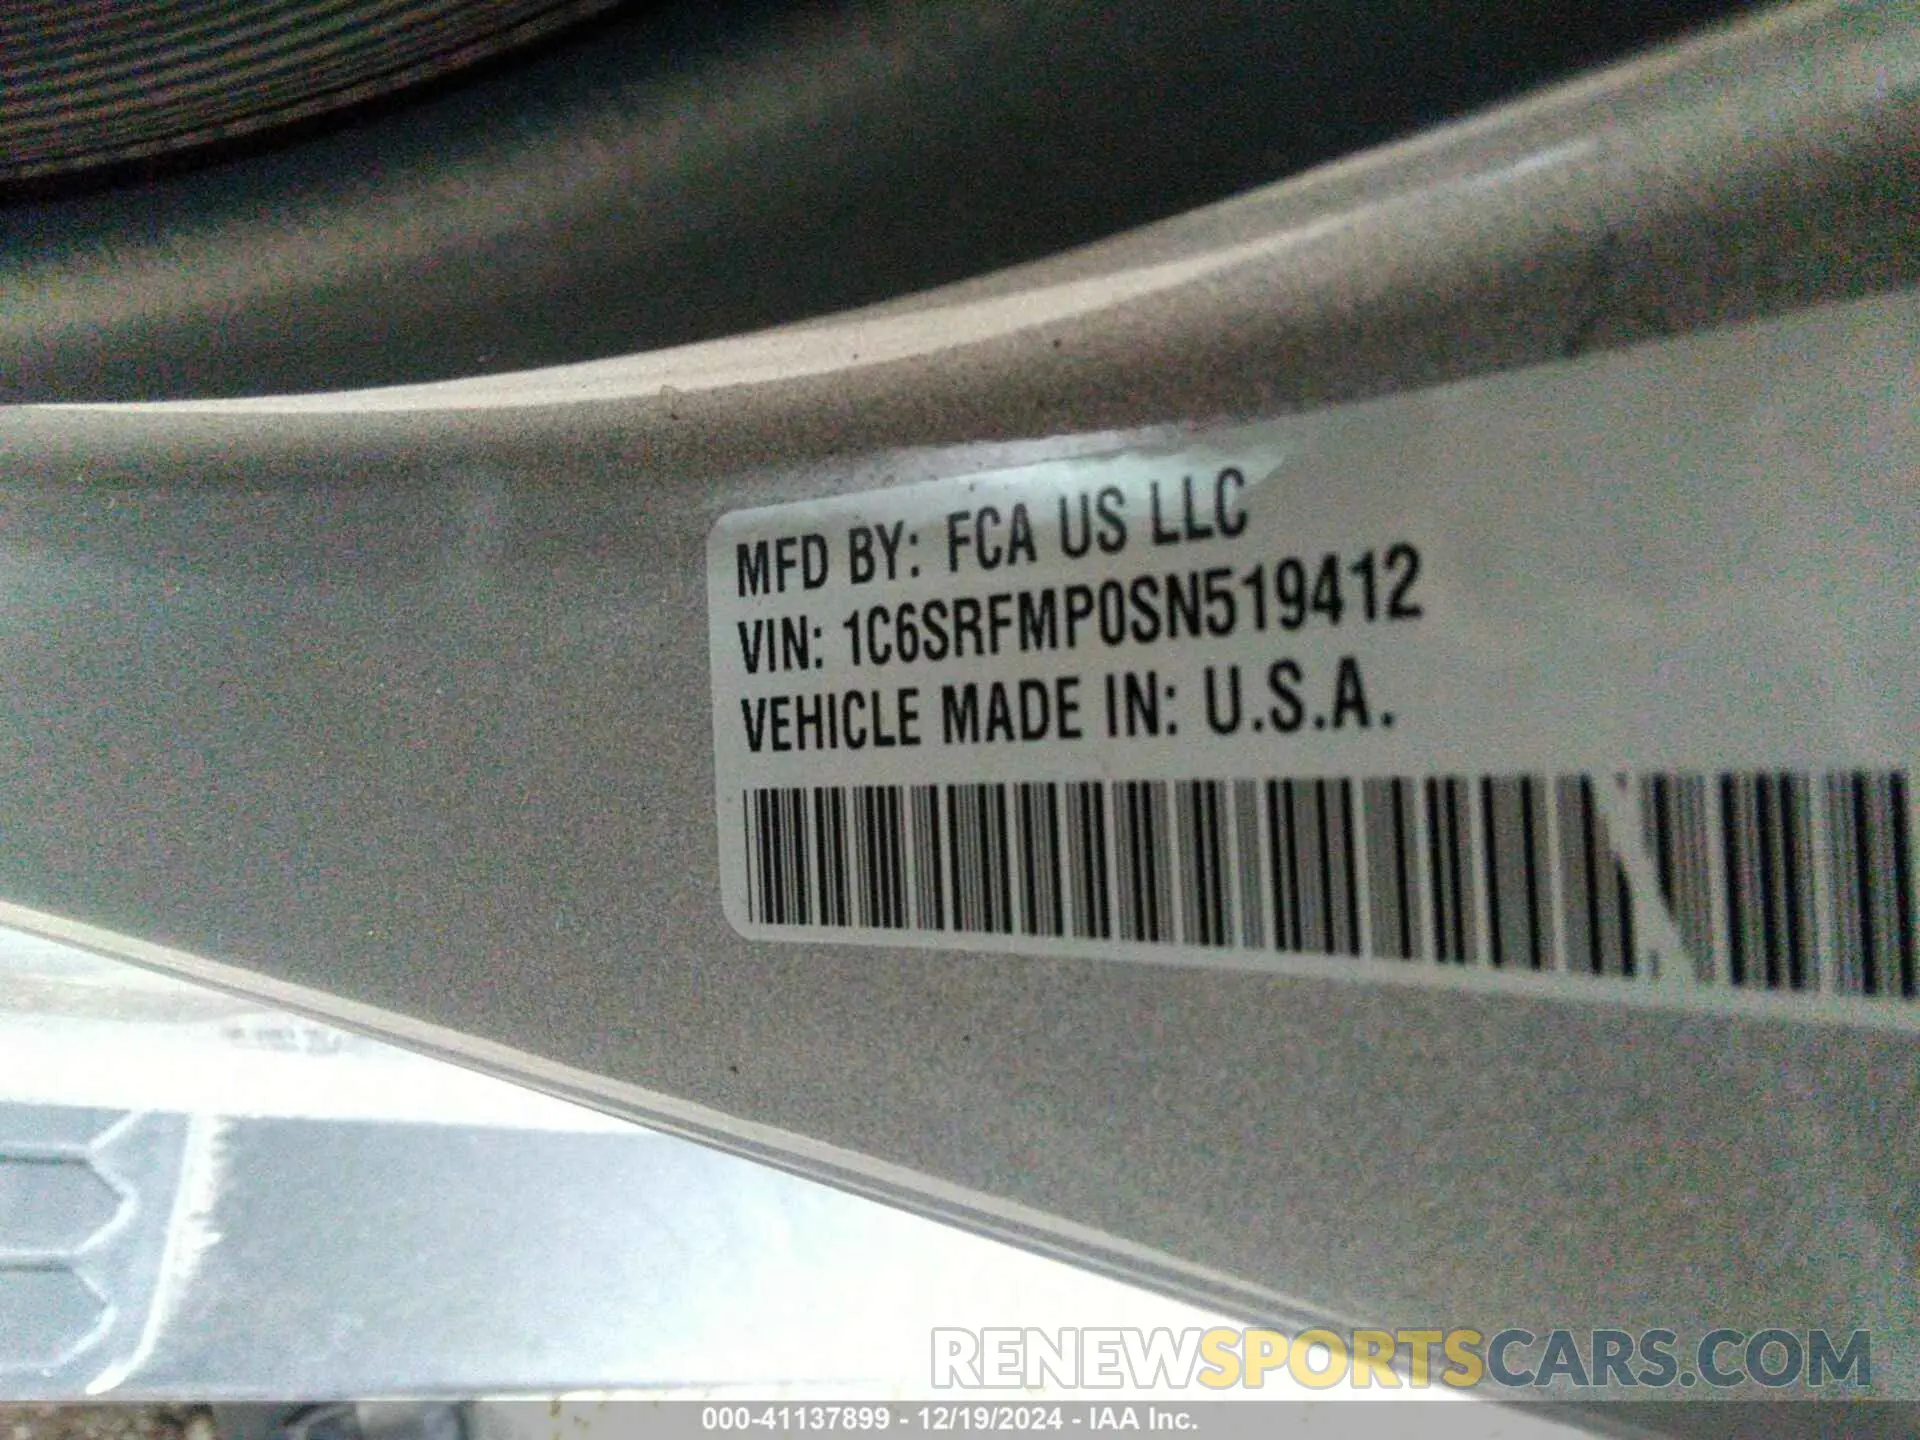 MFD BY: FCA US LLC
VIN: 1C6SRFMP0SN519412
VEHICLE MADE IN: U.S.A.
RENEWSPORTSCARS.COM
000-41137899 - 12/19/2024 - IAA Inc.